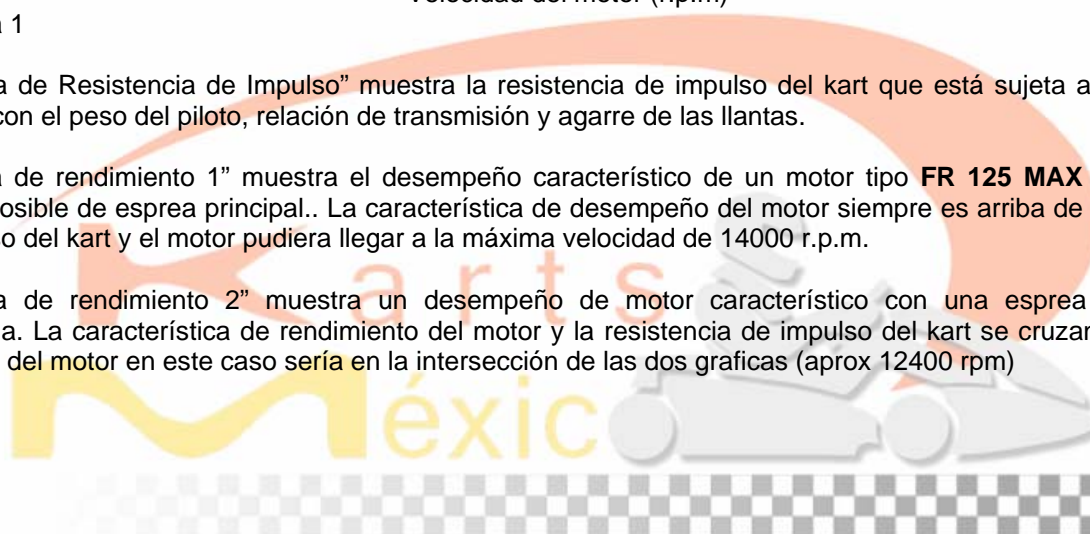 Velocidad del motor (r.p.m)
a 1
a de Resistencia de Impulso” muestra la resistencia de impulso del kart que está sujeta a
con el peso del piloto, relación de transmisión y agarre de las llantas.
a de rendimiento 1” muestra el desempeño característico de un motor tipo FR 125 MAX
osible de esprea principal.. La característica de desempeño del motor siempre es arriba de
so del kart y el motor pudiera llegar a la máxima velocidad de 14000 r.p.m.
a de rendimiento 2” muestra un desempeño de motor característico con una esprea
a. La característica de rendimiento del motor y la resistencia de impulso del kart se cruzan
del motor en este caso sería en la intersección de las dos graficas (aprox 12400 rpm)
Karts
Méxic